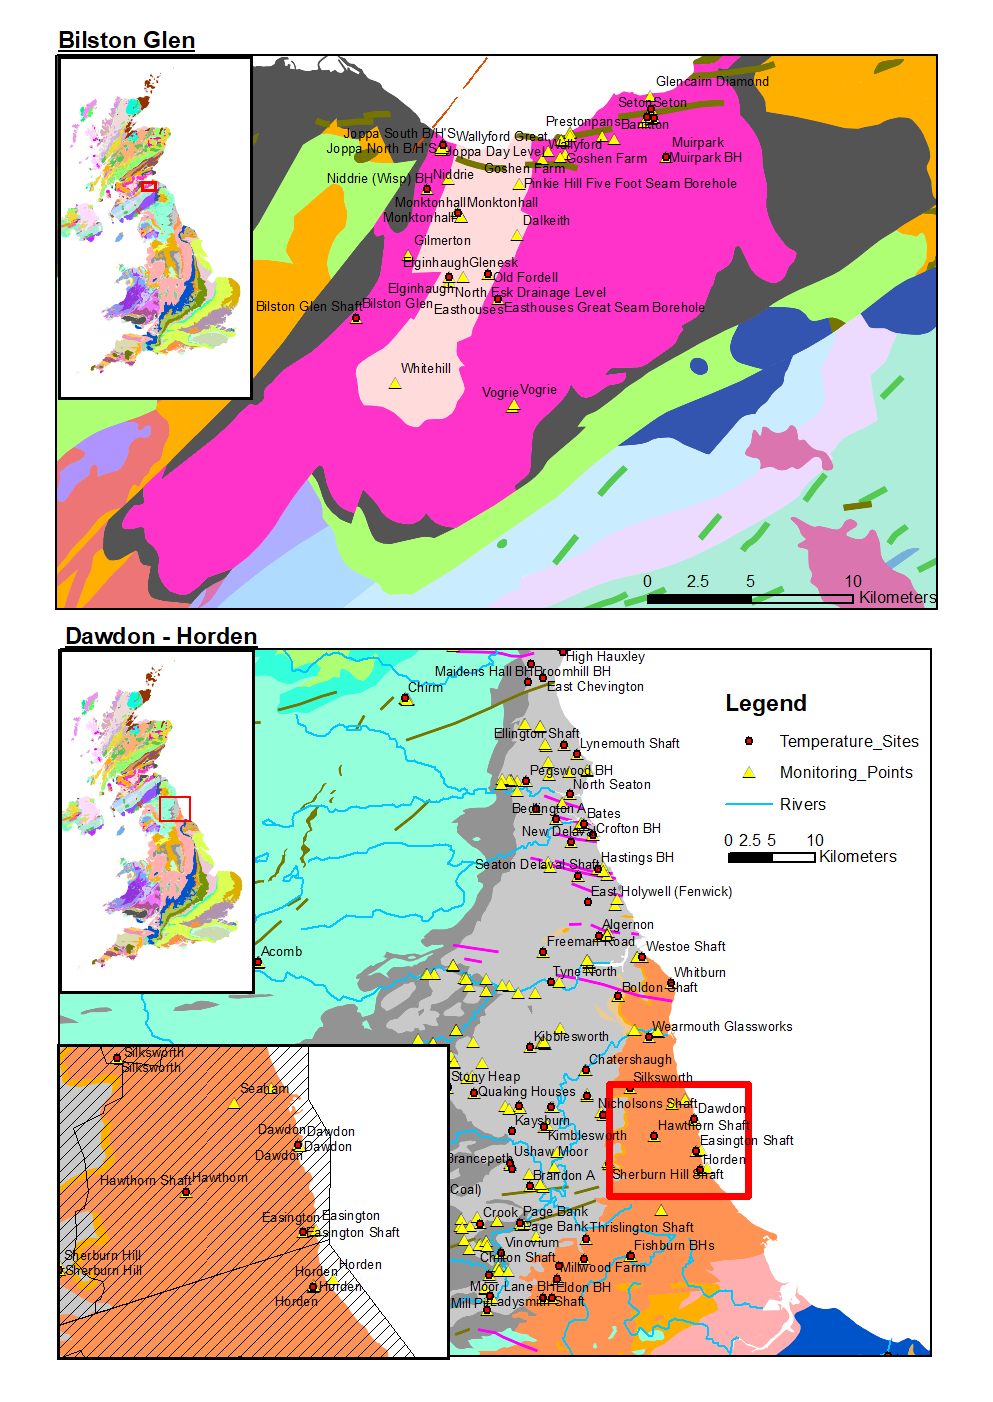 Bilston Glen
Glencairn Diamond
Seton Seton
Prestonpans
Bankton
Joppa South B/H'S Wallyford Great
Joppa North B/H'S Joppa Day Level Wallyford
Muirpark
Goshen Farm Muirpark BH
Goshen Farm
Niddrie (Wisp) BH Niddrie
Pinkie Hill Five Foot Seam Borehole
Monktonhall Monktonhall
Monktonhall
Dalkeith
Gilmerton
Elginhaugh Glenesk
Old Fordell
Elginhaugh
North Esk Drainage Level
Bilston Glen Shaft Bilston Glen
Easthouses Easthouses Great Seam Borehole
Whitehill
Vogrie Vogrie
0 2.5 5 10
Kilometers
Dawdon - Horden
High Hauxley
Maidens Hall BH Broomhill BH
East Chevington
Chirm
Legend
Temperature_Sites
Monitoring_Points
Rivers
0 2.5 5 10
Kilometers
Ellington Shaft
Lynemouth Shaft
Pegswood BH
North Seaton
Bedlington A
Bates
New Delaval Crofton BH
Hastings BH
Seaton Delaval Shaft
East Holywell (Fenwick)
Algernon
Freeman Road
Westoe Shaft
Acomb
Tyne North
Whitburn
Boldon Shaft
Wearmouth Glassworks
Kibblesworth
Chatershaugh
Stony Heap
Silksworth
Quaking Houses
Nicholsons Shaft
Dawdon
Kaysburn
Hawthorn Shaft
Kimblesworth
Easington Shaft
Ushaw Moor
Brancepeth
Horden
Brandon A
Sherburn Hill Shaft
Coal)
Crook Page Bank
Page Bank Thrislington Shaft
Vinovium
Fishburn BHs
Chilton Shaft
Millwood Farm
Moor Lane BH Eldon BH
Mill Pit Ladysmith Shaft
Silksworth
Silksworth
Seaham
Dawdon Dawdon
Dawdon
Dawdon
Hawthorn Shaft Hawthorn
Easington Easington
Easington Shaft
Sherburn Hill
Sherburn Hill
Horden
Horden
Horden
Horden